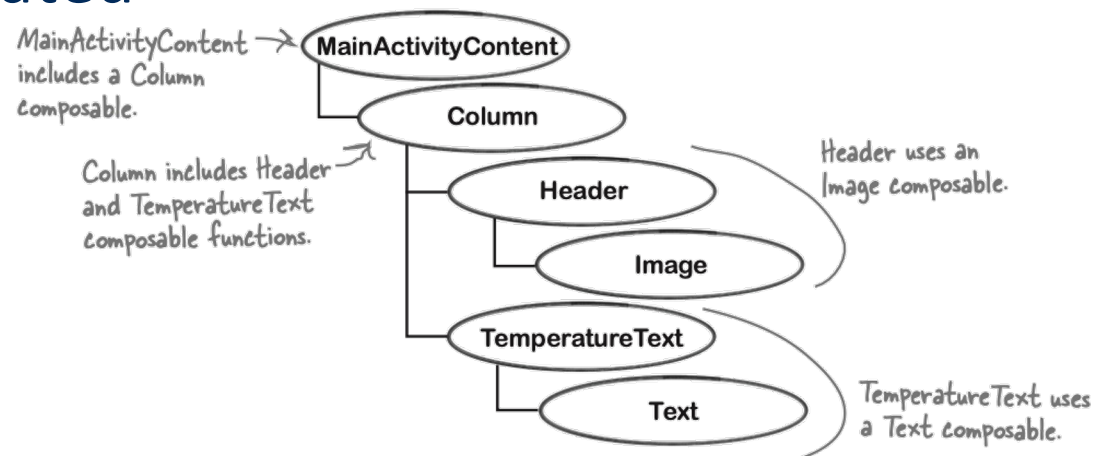 MainActivityContent
includes a Column
composable.
MainActivityContent
Column
Column includes Header
and TemperatureText
composable functions.
Header
Header uses an
Image composable.
Image
TemperatureText
Text
TemperatureText uses
a Text composable.